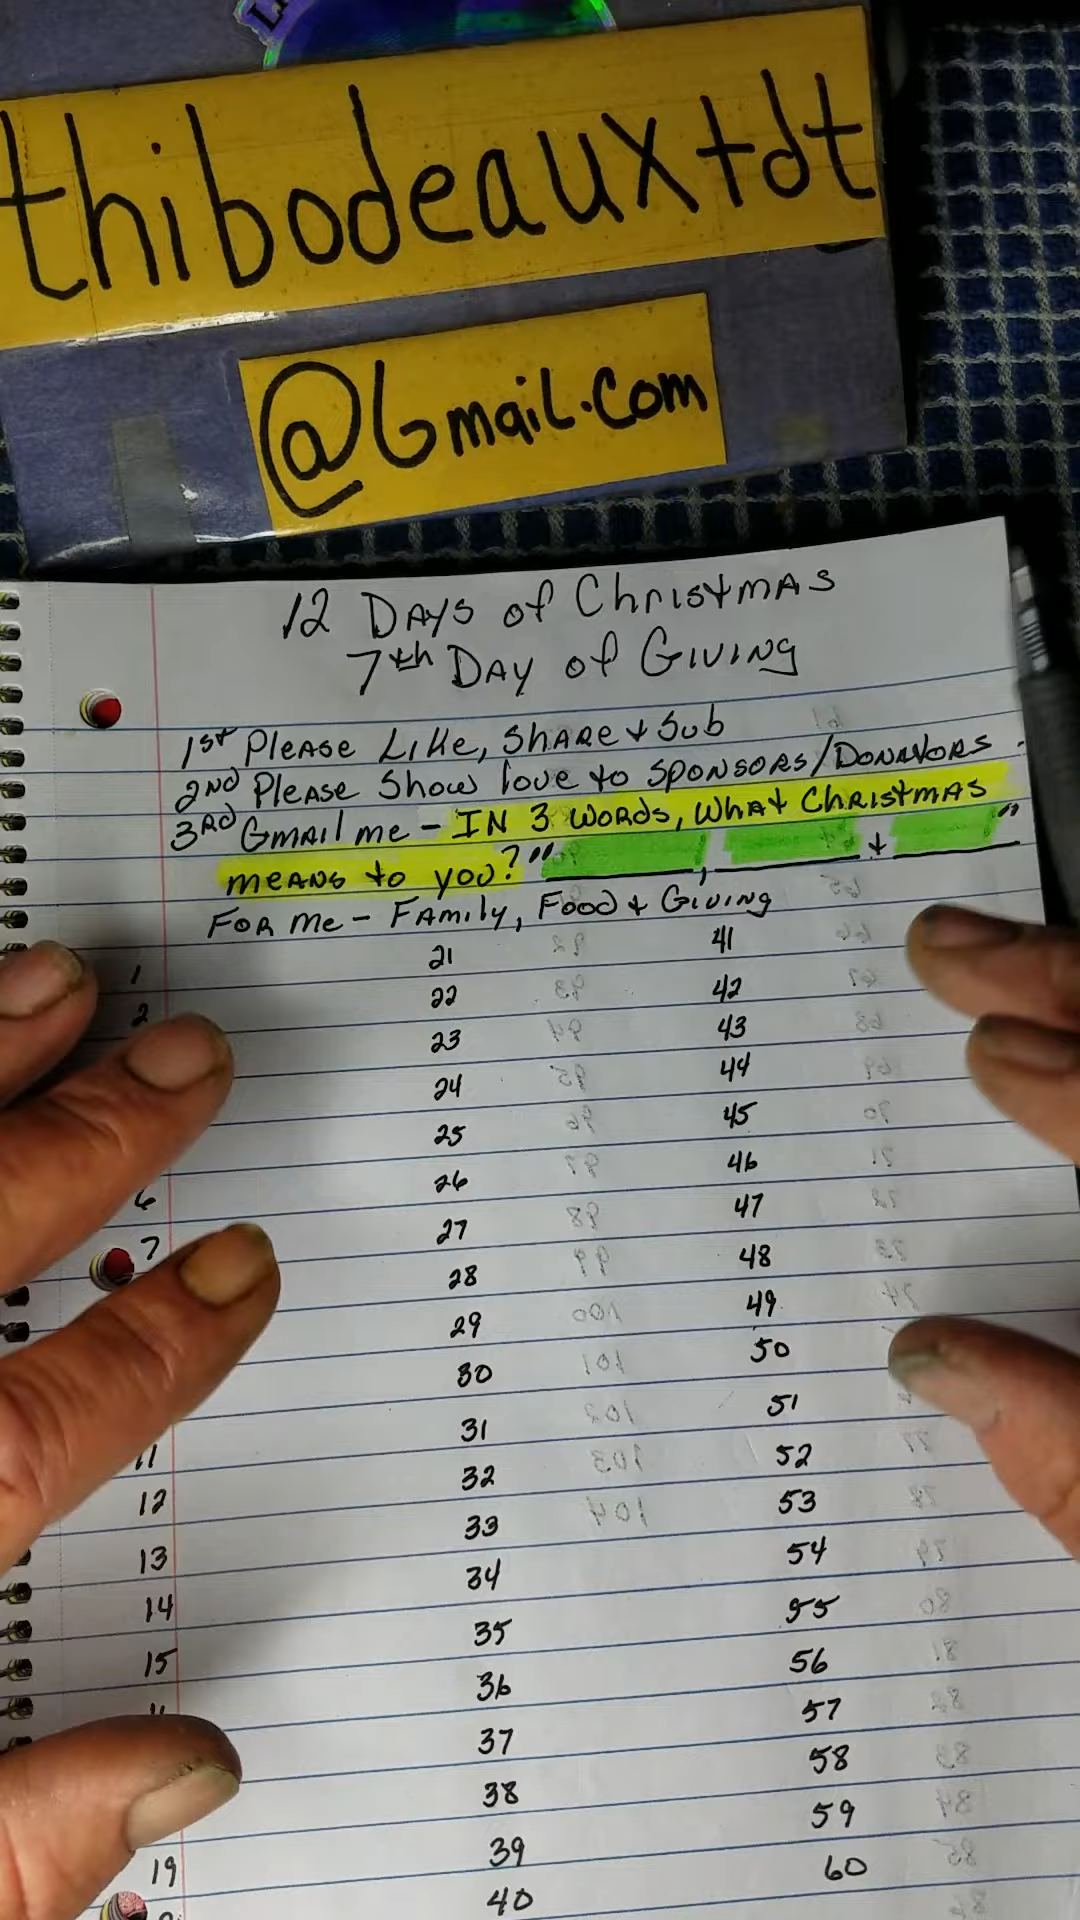 thibodeauxtdt
@Gmail.com
12 DAYS of ChristmAS
7th DAY of GIVING
1st PLEASE LIKE, SHARE & Sub
2ND PLEASE Show love to SPONSORS/DONATORS
3RD GMAIL me - IN 3 WORDS, WHAT CHRISTMAS
MEANS to you? " , & "
FOR ME - FAMILY, FOOD & GIVING
1 21 41
2 22 42
23 43
24 44
25 45
6 26 46
7 27 47
28 48
29 49
30 50
11 31 51
12 32 52
13 33 53
14 34 54
15 35 55
36 56
37 57
38 58
19 39 59
40 60